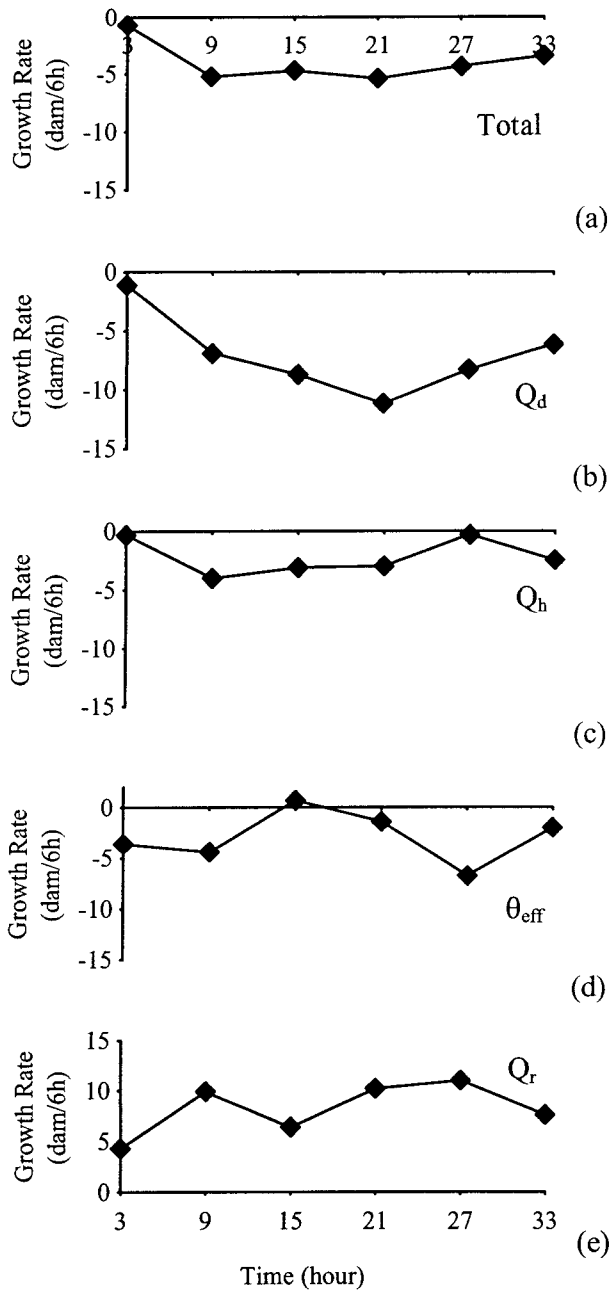 0
3 9 15 21 27 33
-5
-10
-15
Growth Rate
(dam/6h)
Total
(a)
0
-5
-10
-15
Growth Rate
(dam/6h)
Q_d
(b)
0
-5
-10
-15
Growth Rate
(dam/6h)
Q_h
(c)
0
-5
-10
-15
Growth Rate
(dam/6h)
θ_eff
(d)
15
10
5
0
Growth Rate
(dam/6h)
Q_r
3 9 15 21 27 33
(e)
Time (hour)